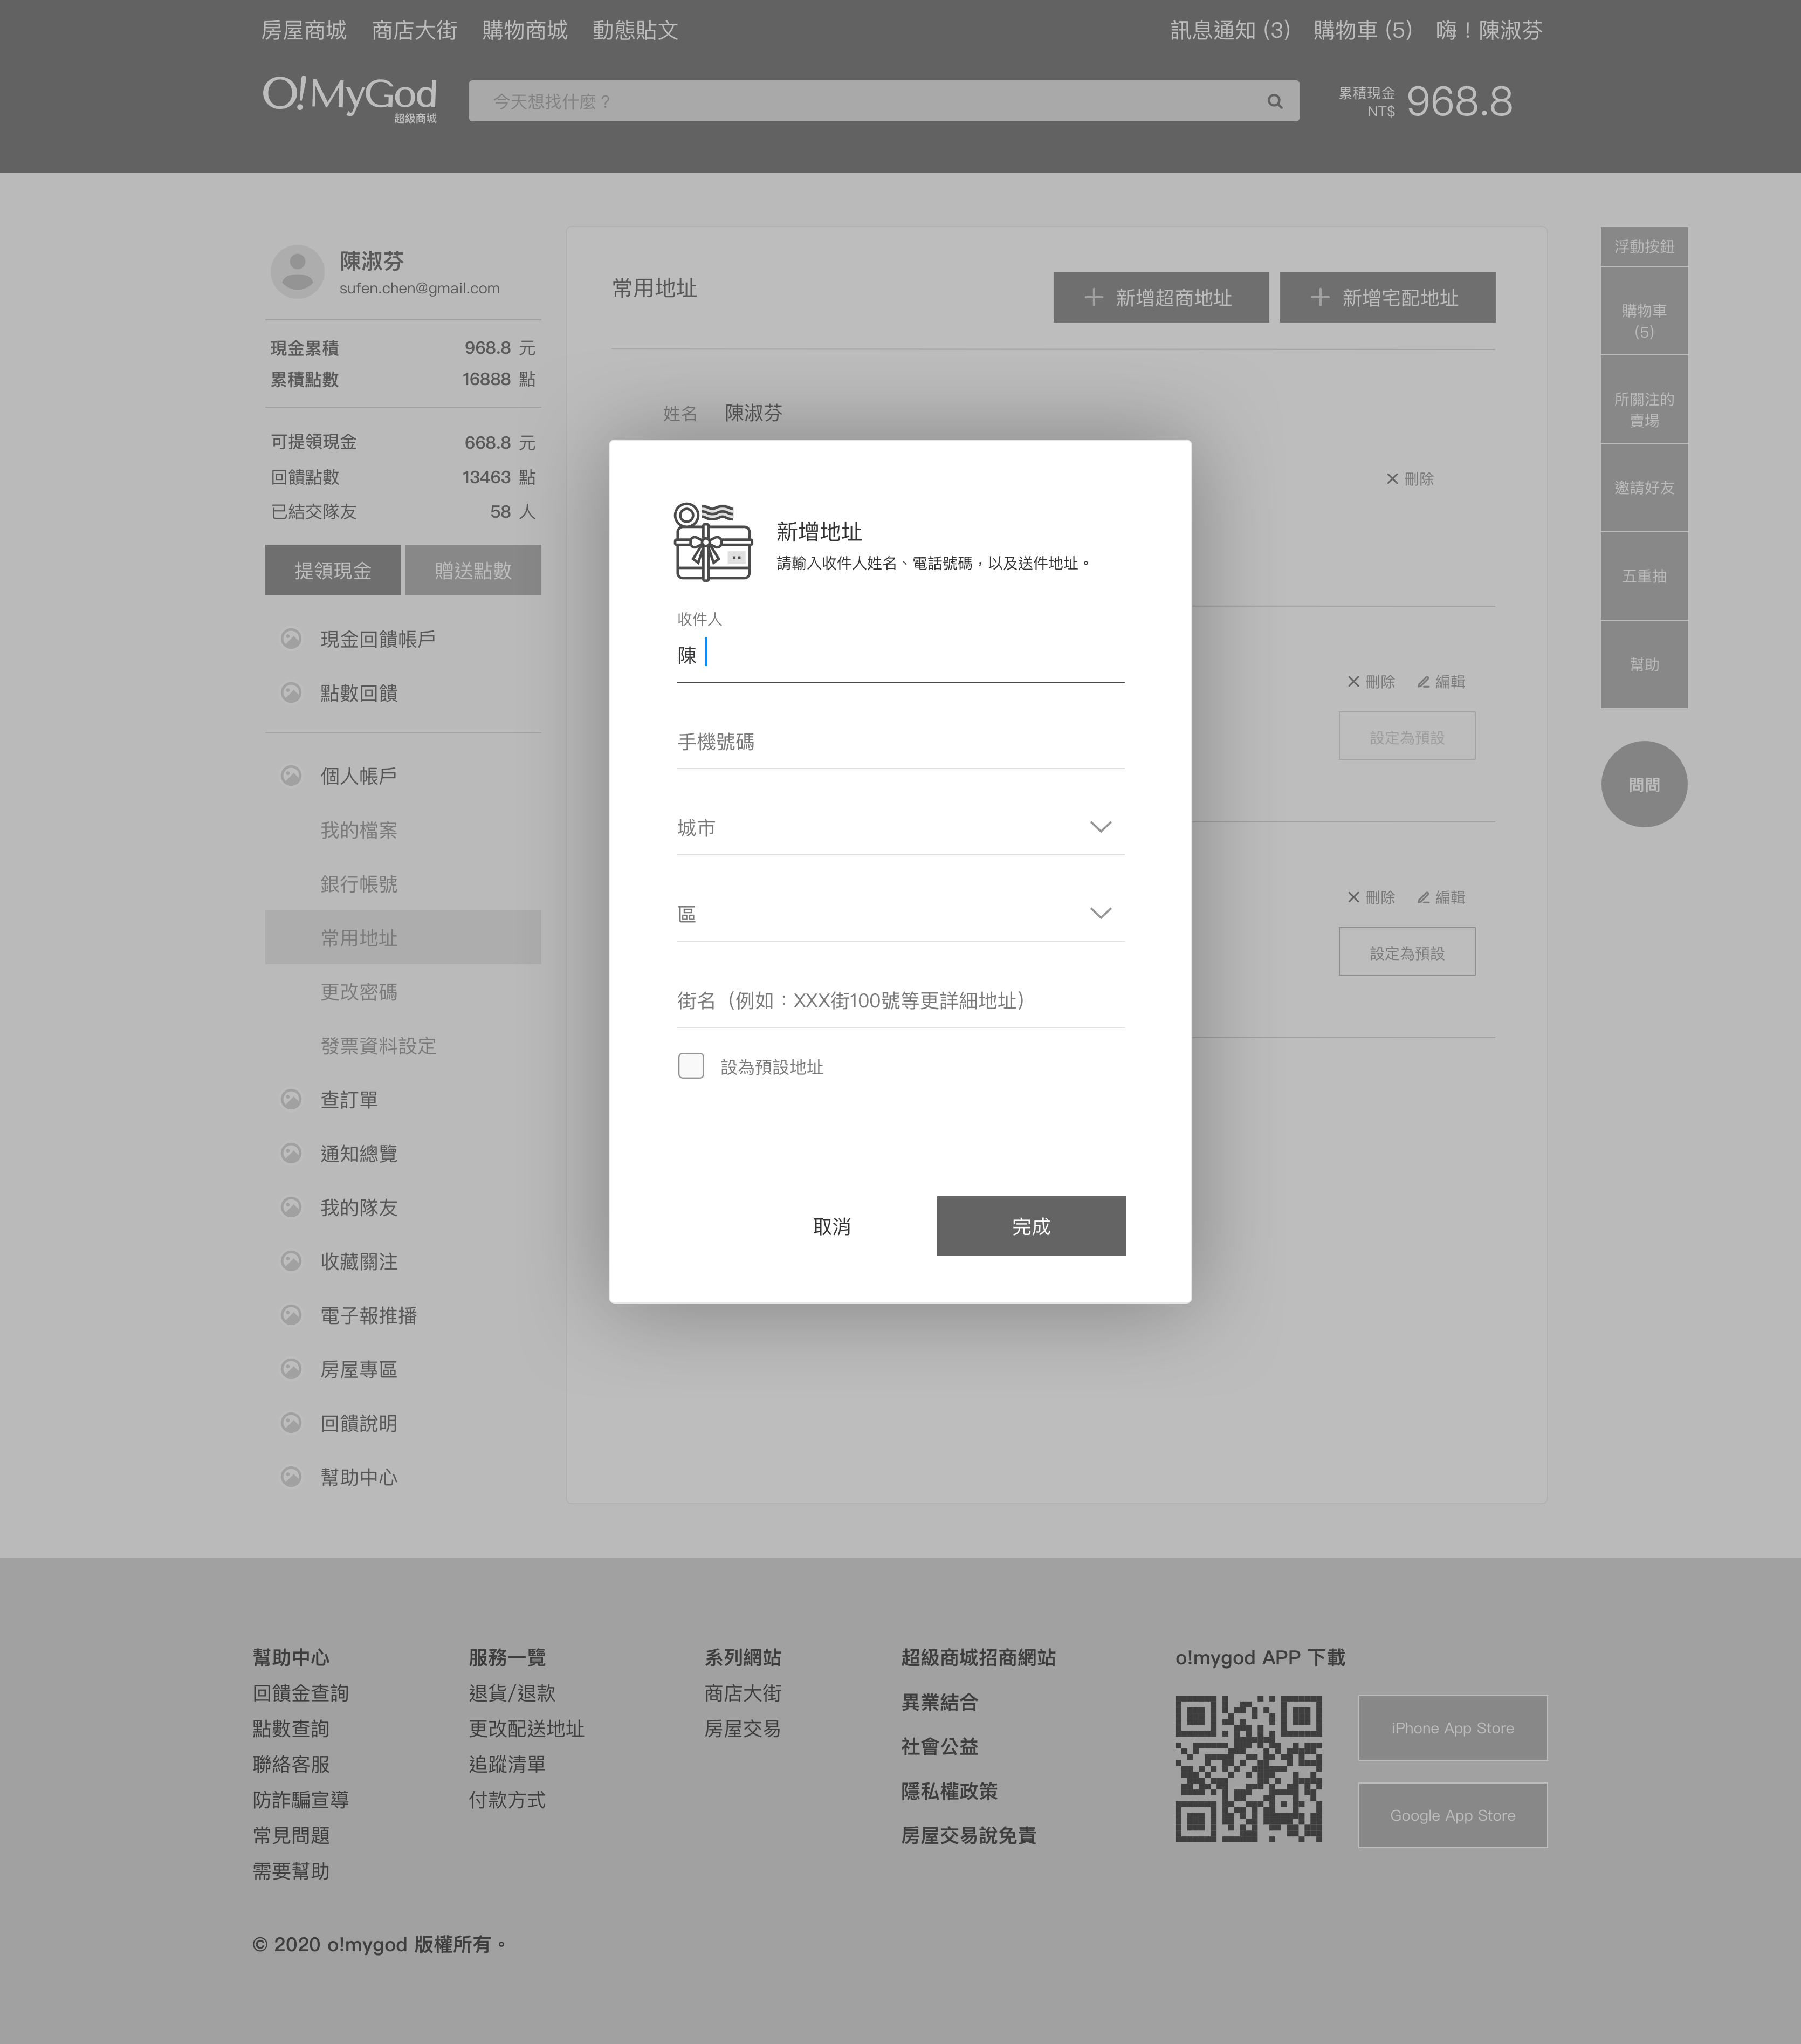 房屋商城 商店大街 購物商城 動態貼文 訊息通知 (3) 購物車 (5) 嗨！陳淑芬
O!MyGod
超級商城
今天想找什麼？
累積現金
NT$
968.8
陳淑芬
sufen.chen@gmail.com
現金累積 968.8 元
累積點數 16888 點
可提領現金 668.8 元
回饋點數 13463 點
已結交隊友 58 人
提領現金 贈送點數
現金回饋帳戶
點數回饋
個人帳戶
我的檔案
銀行帳號
常用地址
更改密碼
發票資料設定
查訂單
通知總覽
我的隊友
收藏關注
電子報推播
房屋專區
回饋說明
幫助中心
常用地址
新增超商地址 新增宅配地址
姓名 陳淑芬
刪除
刪除 編輯
設定為預設
刪除 編輯
設定為預設
新增地址
請輸入收件人姓名、電話號碼，以及送件地址。
收件人
陳
手機號碼
城市
區
街名（例如：XXX街100號等更詳細地址）
設為預設地址
取消 完成
浮動按鈕
購物車
(5)
所關注的
賣場
邀請好友
五重抽
幫助
問問
幫助中心
回饋金查詢
點數查詢
聯絡客服
防詐騙宣導
常見問題
需要幫助
服務一覽
退貨/退款
更改配送地址
追蹤清單
付款方式
系列網站
商店大街
房屋交易
超級商城招商網站
異業結合
社會公益
隱私權政策
房屋交易說免責
o!mygod APP 下載
iPhone App Store
Google App Store
© 2020 o!mygod 版權所有。